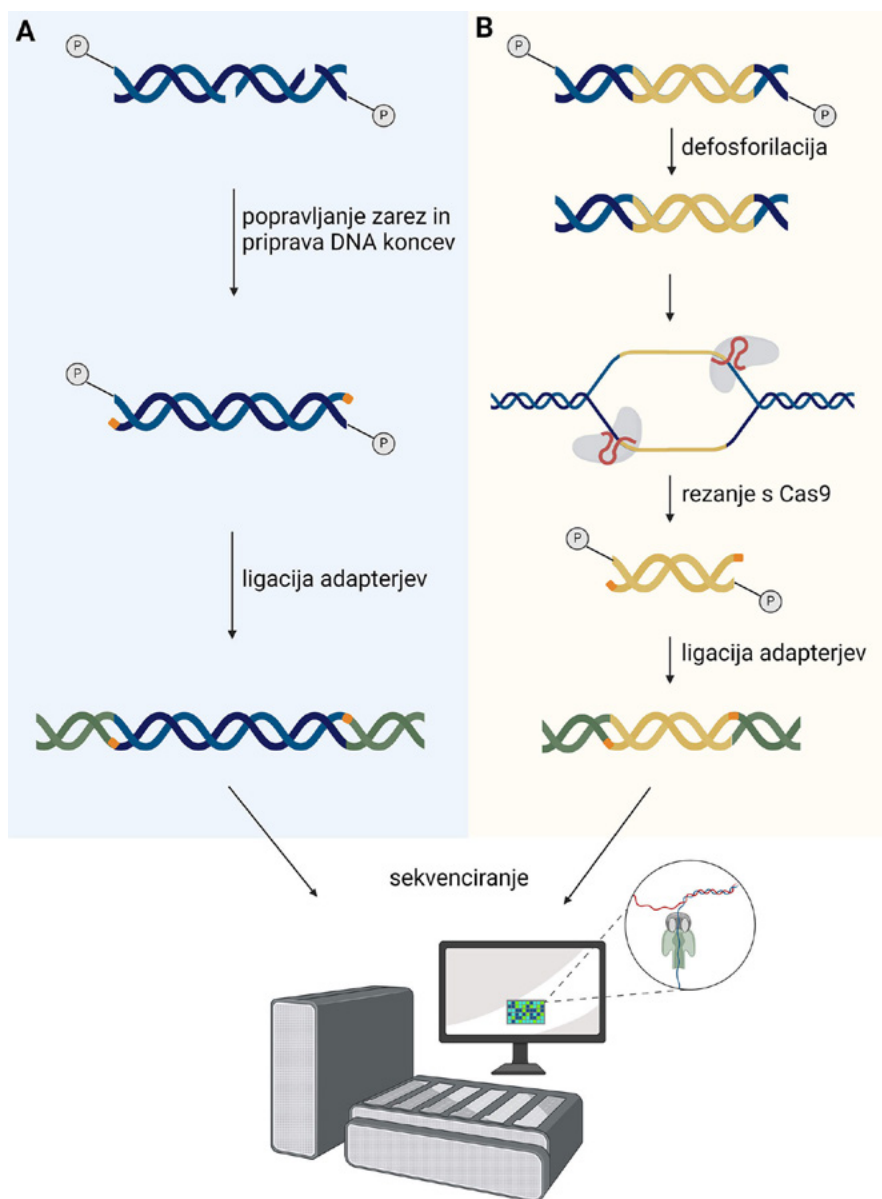 A
P
P
popravljanje zarez in
priprava DNA koncev
P
P
ligacija adapterjev
B
P
P
defosforilacija
rezanje s Cas9
P
P
ligacija adapterjev
sekvenciranje